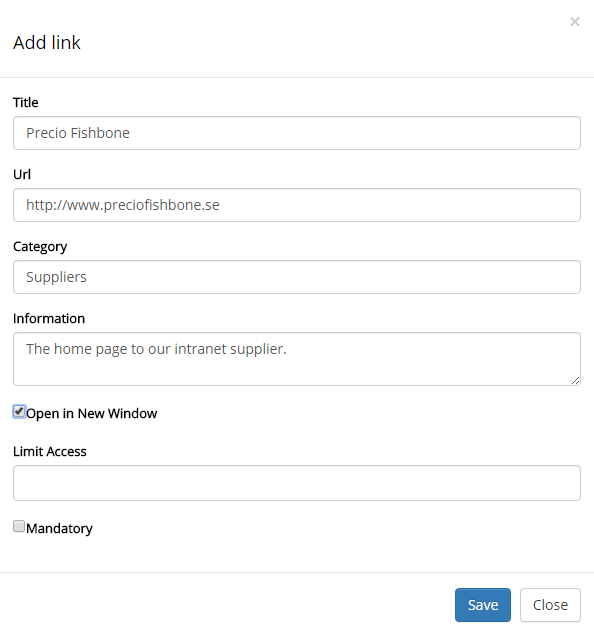 ×
Add link
Title
Precio Fishbone
Url
http://www.preciofishbone.se
Category
Suppliers
Information
The home page to our intranet supplier.
Open in New Window
Limit Access
Mandatory
Save Close